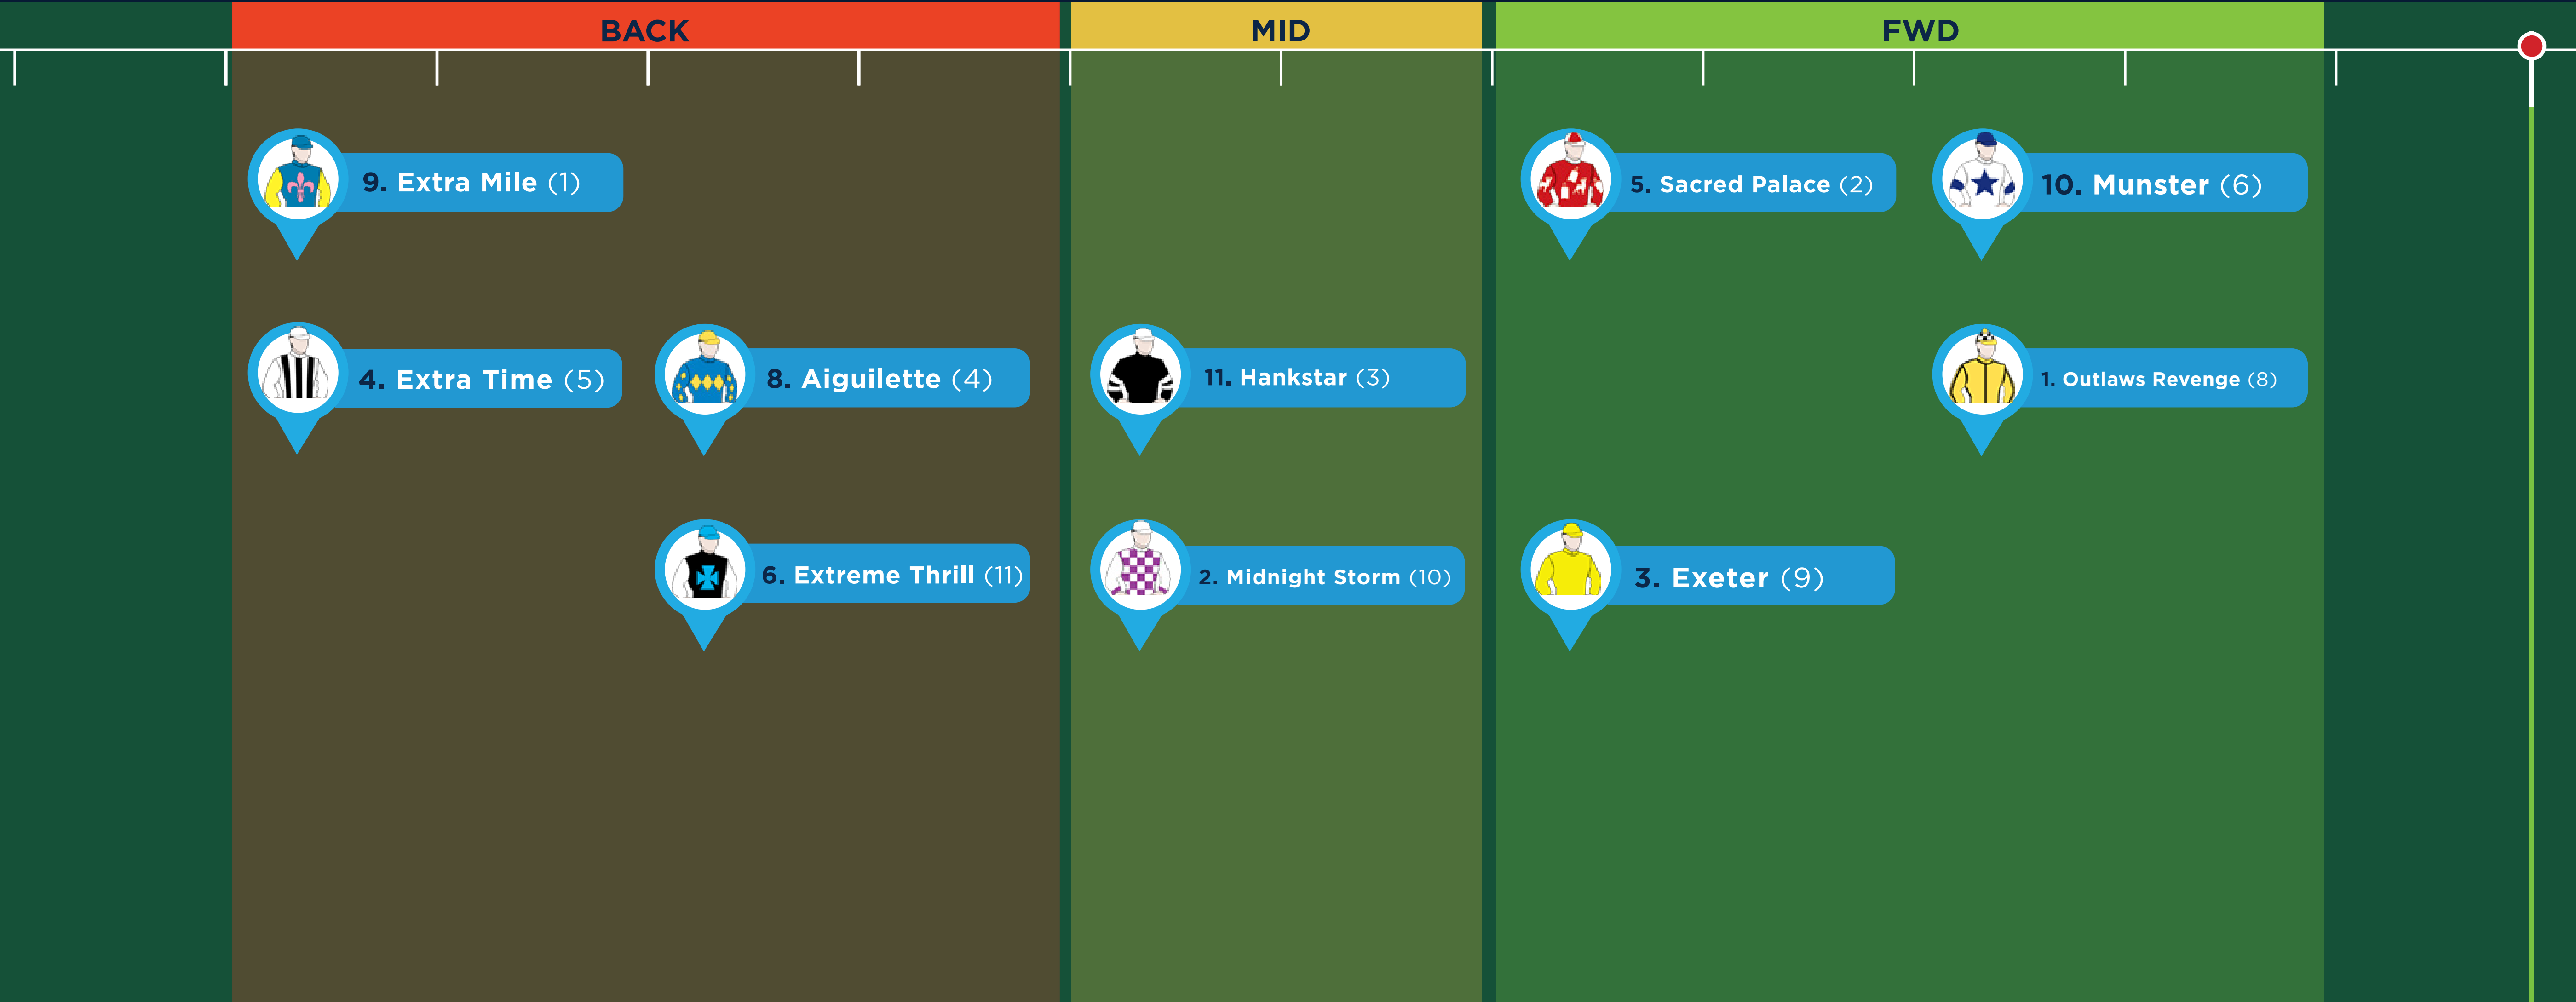 BACK
MID
FWD
9. Extra Mile (1)
5. Sacred Palace (2)
10. Munster (6)
4. Extra Time (5)
8. Aiguilette (4)
11. Hankstar (3)
1. Outlaws Revenge (8)
6. Extreme Thrill (11)
2. Midnight Storm (10)
3. Exeter (9)